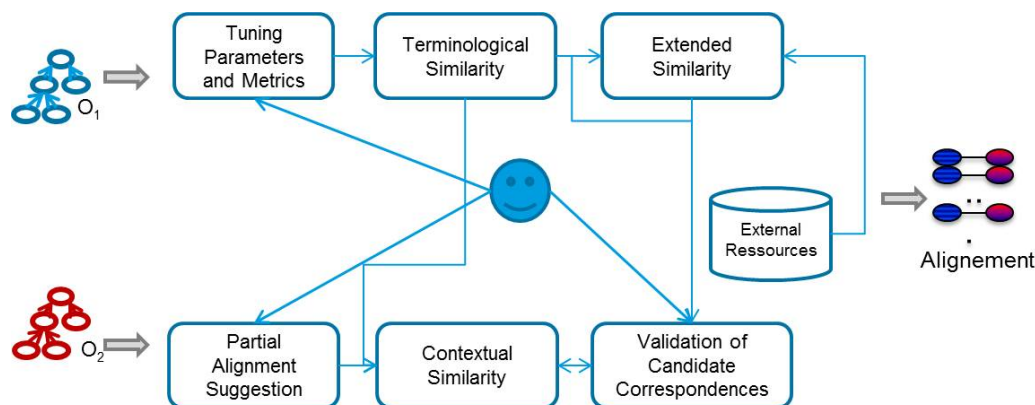 Tuning
Parameters
and Metrics
Terminological
Similarity
Extended
Similarity
O1
External
Ressources
Alignement
O2
Partial
Alignment
Suggestion
Contextual
Similarity
Validation of
Candidate
Correspondences